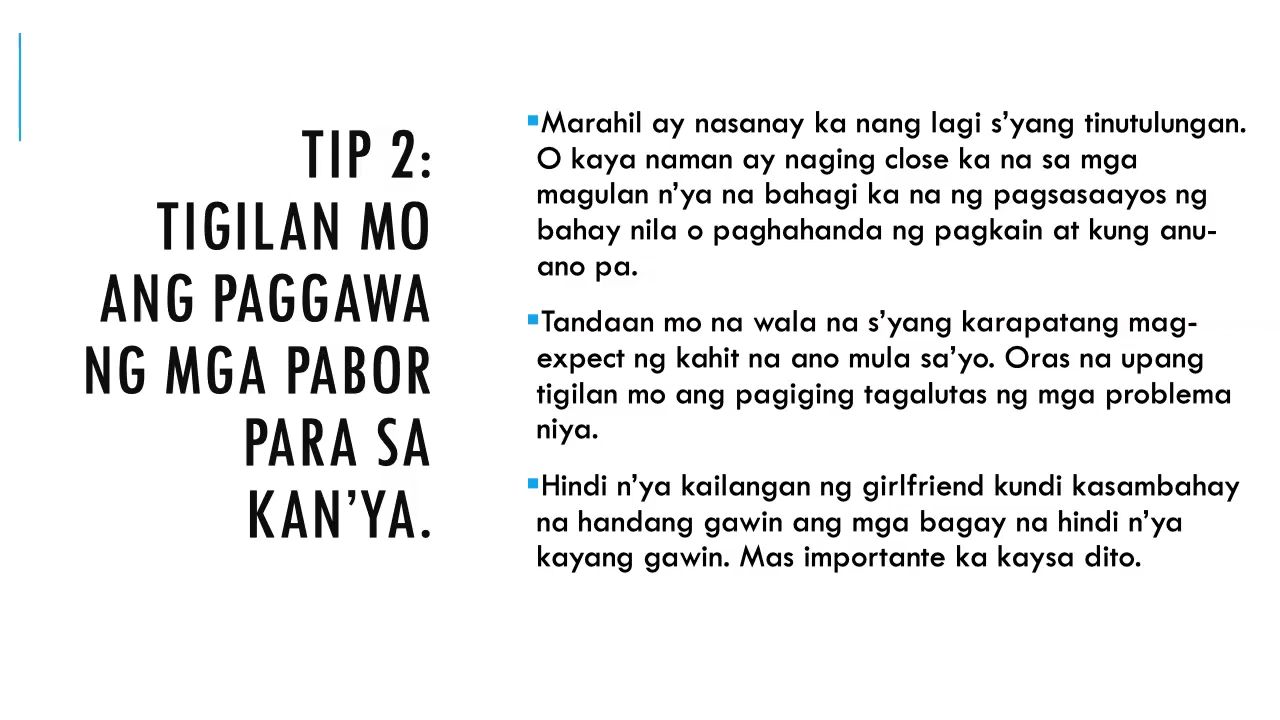 TIP 2:
TIGILAN MO
ANG PAGGAWA
NG MGA PABOR
PARA SA
KAN’YA.
▪Marahil ay nasanay ka nang lagi s’yang tinutulungan.
O kaya naman ay naging close ka na sa mga
magulan n’ya na bahagi ka na ng pagsasaayos ng
bahay nila o paghahanda ng pagkain at kung anu-
ano pa.
▪Tandaan mo na wala na s’yang karapatang mag-
expect ng kahit na ano mula sa’yo. Oras na upang
tigilan mo ang pagiging tagalutas ng mga problema
niya.
▪Hindi n’ya kailangan ng girlfriend kundi kasambahay
na handang gawin ang mga bagay na hindi n’ya
kayang gawin. Mas importante ka kaysa dito.